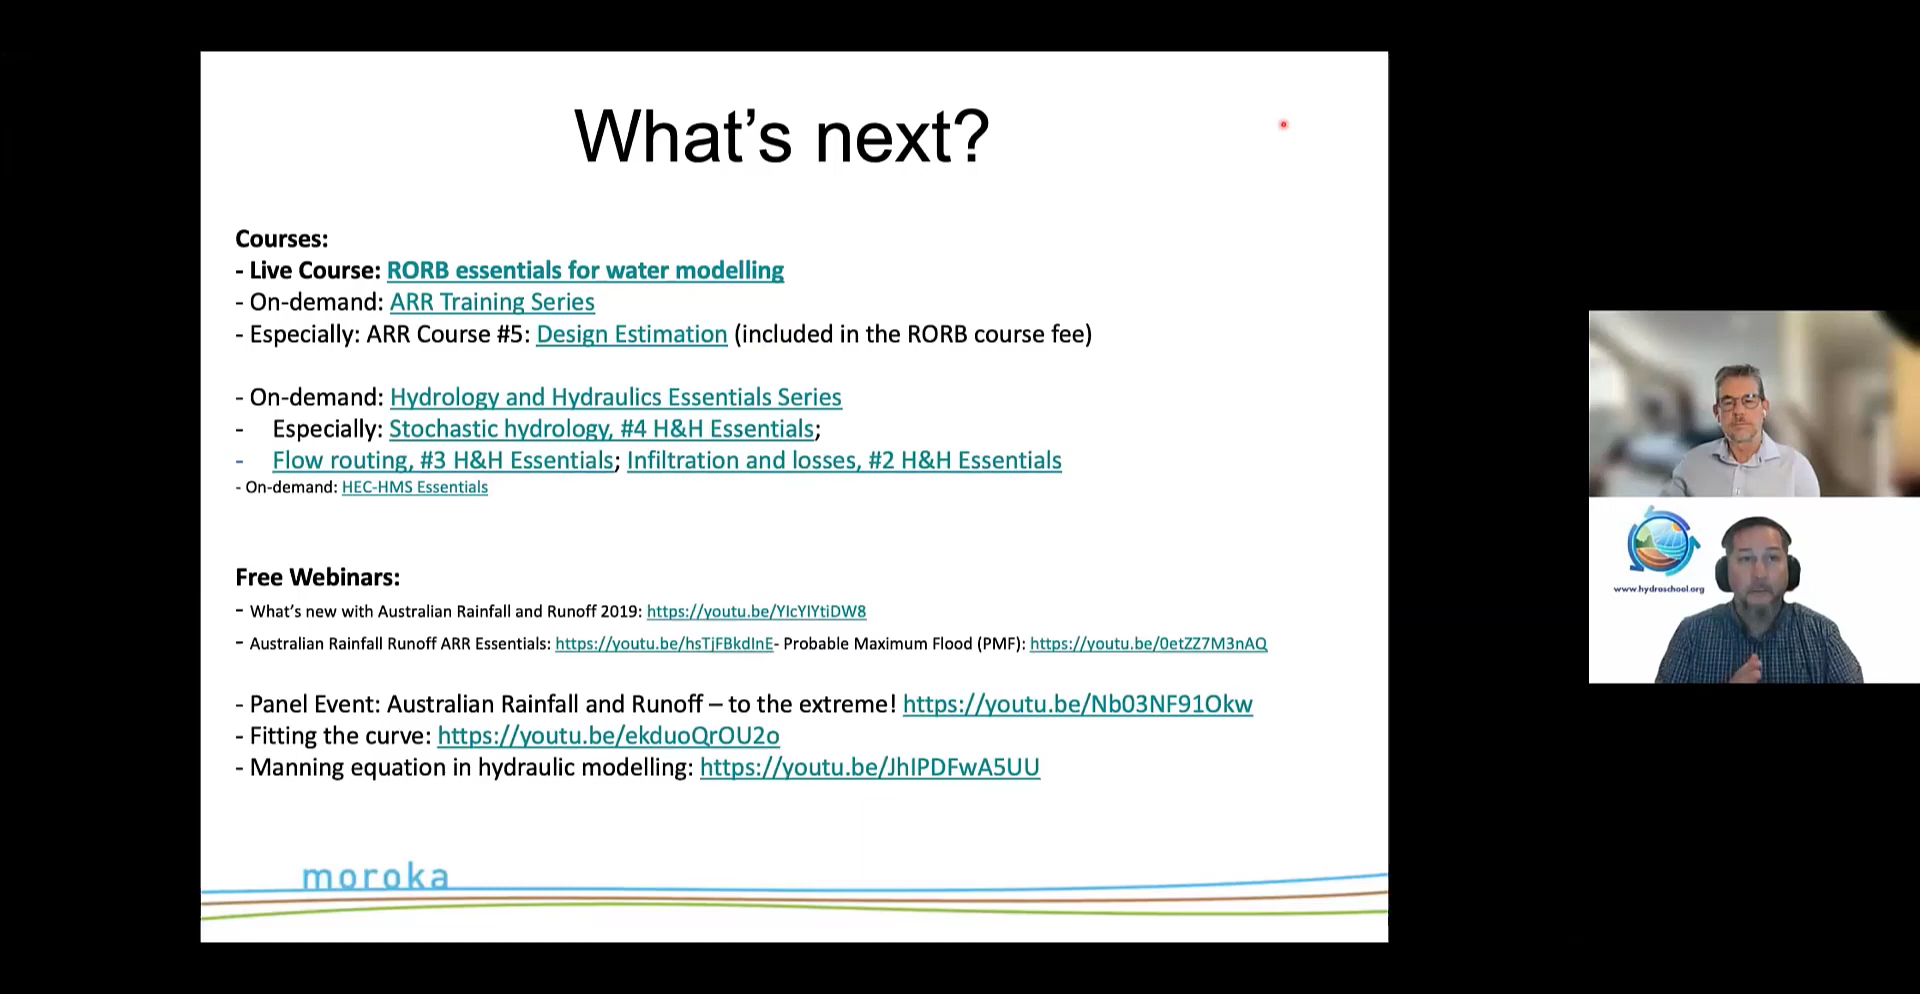 What’s next?
Courses:
- Live Course: RORB essentials for water modelling
- On-demand: ARR Training Series
- Especially: ARR Course #5: Design Estimation (included in the RORB course fee)
- On-demand: Hydrology and Hydraulics Essentials Series
- Especially: Stochastic hydrology, #4 H&H Essentials;
- Flow routing, #3 H&H Essentials; Infiltration and losses, #2 H&H Essentials
- On-demand: HEC-HMS Essentials
Free Webinars:
- What’s new with Australian Rainfall and Runoff 2019: https://youtu.be/YIcYIYtiDW8
- Australian Rainfall Runoff ARR Essentials: https://youtu.be/hsTjFBkdInE- Probable Maximum Flood (PMF): https://youtu.be/0etZZ7M3nAQ
- Panel Event: Australian Rainfall and Runoff – to the extreme! https://youtu.be/Nb03NF91Okw
- Fitting the curve: https://youtu.be/ekduoQrOU2o
- Manning equation in hydraulic modelling: https://youtu.be/JhIPDFwA5UU
moroka
www.hydroschool.org